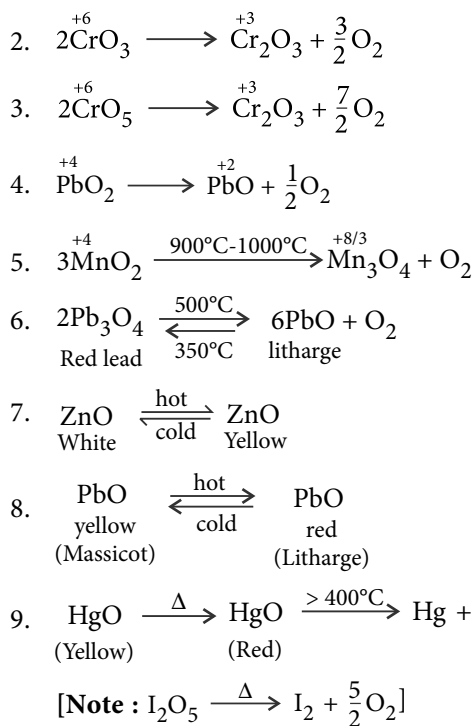 2. 2CrO₃ (+6) ⟶ Cr₂O₃ (+3) + 3/2 O₂
3. 2CrO₅ (+6) ⟶ Cr₂O₃ (+3) + 7/2 O₂
4. PbO₂ (+4) ⟶ PbO (+2) + 1/2 O₂
5. 3MnO₂ (+4) —900°C-1000°C→ Mn₃O₄ (+8/3) + O₂
6. 2Pb₃O₄ ⇌ (500°C / 350°C) 6PbO + O₂
Red lead litharge
7. ZnO ⇌ (hot / cold) ZnO
White Yellow
8. PbO ⇌ (hot / cold) PbO
yellow red
(Massicot) (Litharge)
9. HgO —Δ→ HgO —> 400°C→ Hg +
(Yellow) (Red)
[Note : I₂O₅ —Δ→ I₂ + 5/2 O₂]